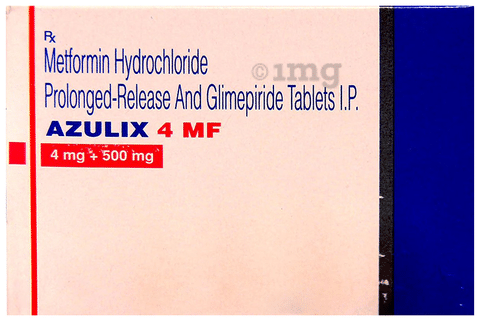 Rx
Metformin Hydrochloride
©1mg
Prolonged-Release And Glimepiride Tablets I.P.
AZULIX 4 MF
4 mg + 500 mg